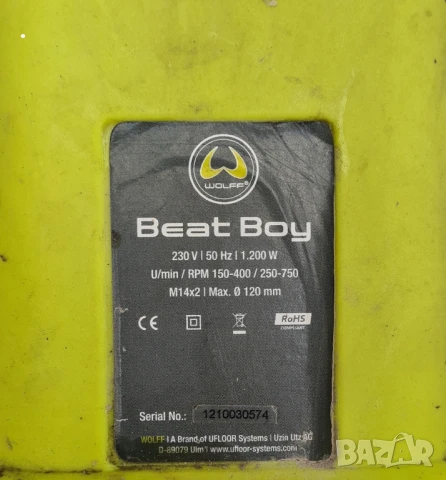 WOLFF®
Beat Boy
230 V | 50 Hz | 1.200 W
U/min / RPM 150-400 / 250-750
M14x2 | Max. Ø 120 mm
CE
RoHS
COMPLIANT
Serial No.: 1210030574
WOLFF | A Brand of UFLOOR Systems | Uzin Utz AG
D-89079 Ulm | www.ufloor-systems.com
BAZAR.bg